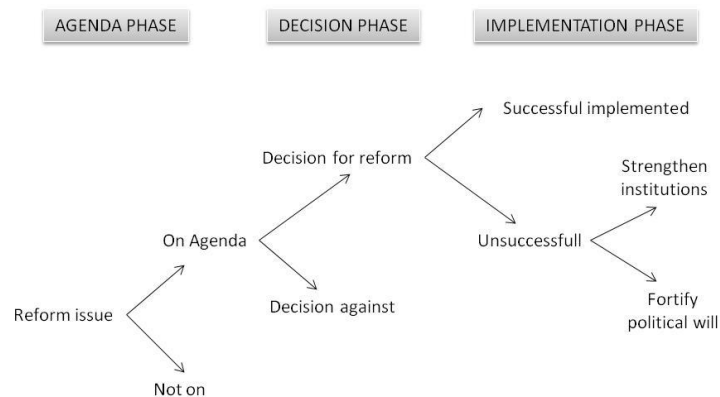 AGENDA PHASE
DECISION PHASE
IMPLEMENTATION PHASE
Successful implemented
Decision for reform
Strengthen
institutions
On Agenda
Unsuccessfull
Decision against
Fortify
political will
Reform issue
Not on